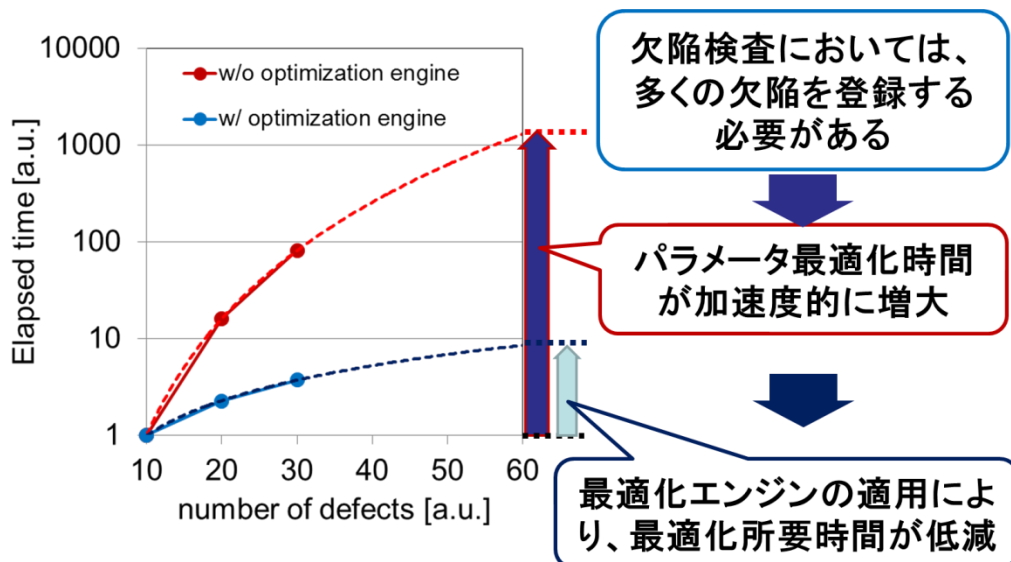 10000
1000
100
10
1
Elapsed time [a.u.]
w/o optimization engine
w/ optimization engine
10 20 30 40 50 60
number of defects [a.u.]
欠陥検査においては、
多くの欠陥を登録する
必要がある
パラメータ最適化時間
が加速度的に増大
最適化エンジンの適用によ
り、最適化所要時間が低減